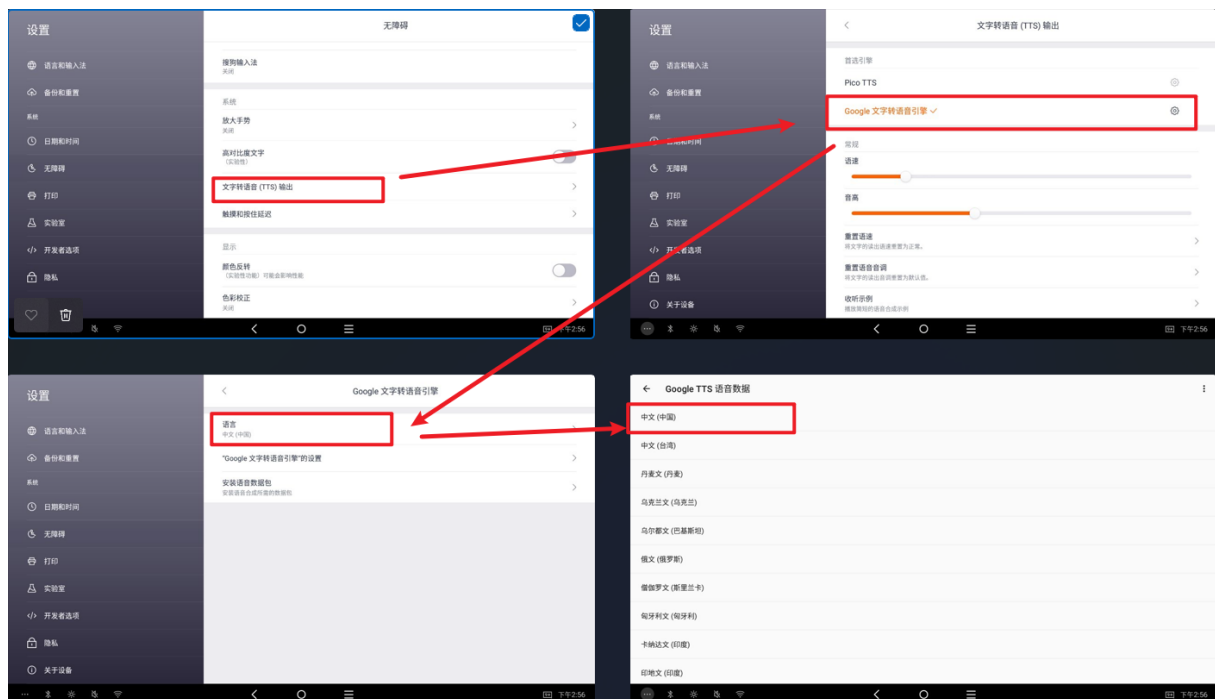 设置
语言和输入法
备份和重置
系统
日期和时间
无障碍
打印
实验室
开发者选项
隐私
无障碍
搜狗输入法
关闭
系统
放大手势
关闭
高对比度文字
(实验性)
文字转语音 (TTS) 输出
触摸和按住延迟
显示
颜色反转
(实验性功能) 可能会影响性能
色彩校正
关闭
下午2:56
设置
语言和输入法
备份和重置
系统
日期和时间
无障碍
打印
实验室
开发者选项
隐私
关于设备
文字转语音 (TTS) 输出
首选引擎
Pico TTS
Google 文字转语音引擎
常规
语速
音高
重置语速
将文字的读出语速重置为正常。
重置语音音调
将文字的读出音调重置为默认值。
收听示例
播放简短的语音合成示例
下午2:56
设置
语言和输入法
备份和重置
系统
日期和时间
无障碍
打印
实验室
开发者选项
隐私
关于设备
Google 文字转语音引擎
语言
中文 (中国)
"Google 文字转语音引擎"的设置
安装语音数据包
安装语音合成所需的数据包
下午2:56
Google TTS 语音数据
中文 (中国)
中文 (台湾)
丹麦文 (丹麦)
乌克兰文 (乌克兰)
乌尔都文 (巴基斯坦)
俄文 (俄罗斯)
僧伽罗文 (斯里兰卡)
匈牙利文 (匈牙利)
卡纳达文 (印度)
印地文 (印度)
下午2:56